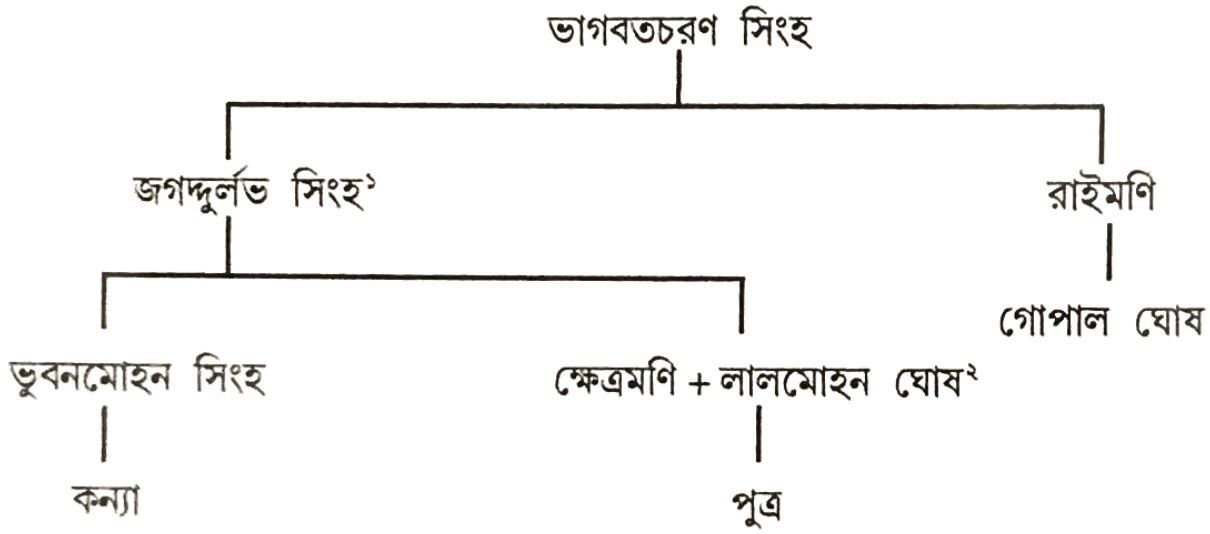 ভাগবতচরণ সিংহ
জগদ্দুর্লভ সিংহ১ রাইমণি
গোপাল ঘোষ
ভুবনমোহন সিংহ ক্ষেত্রমণি + লালমোহন ঘোষ২
কন্যা পুত্র